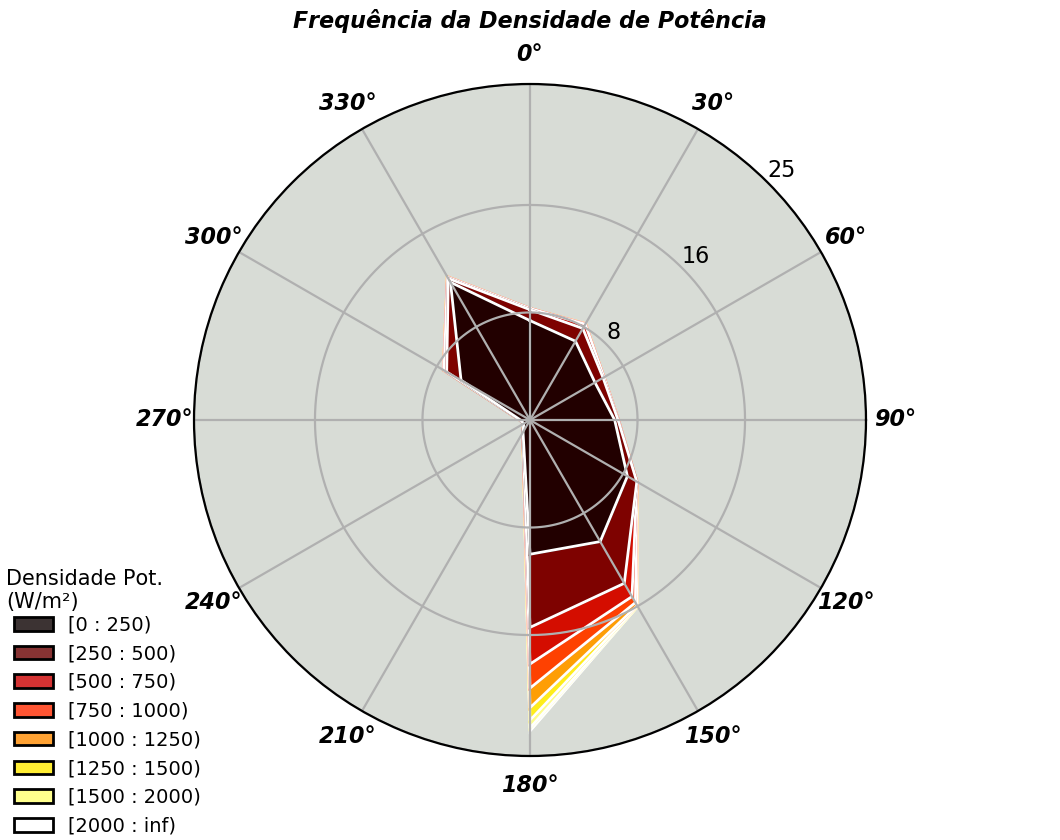 Frequência da Densidade de Potência
0°
330°
30°
25
300°
60°
16
8
270°
90°
Densidade Pot.
(W/m²)
240°
120°
[0 : 250)
[250 : 500)
[500 : 750)
[750 : 1000)
210°
150°
[1000 : 1250)
[1250 : 1500)
180°
[1500 : 2000)
[2000 : inf)